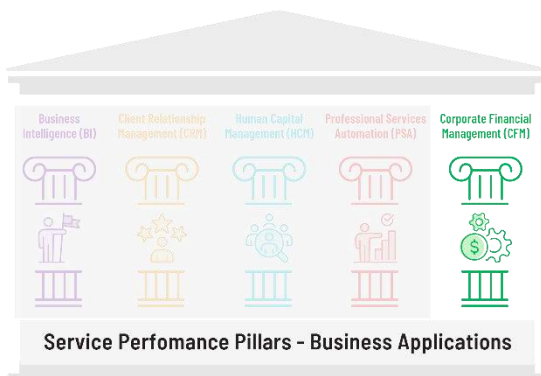 Business
Intelligence (BI)
Client Relationship
Management (CRM)
Human Capital
Management (HCM)
Professional Services
Automation (PSA)
Corporate Financial
Management (CFM)
$
Service Perfomance Pillars - Business Applications